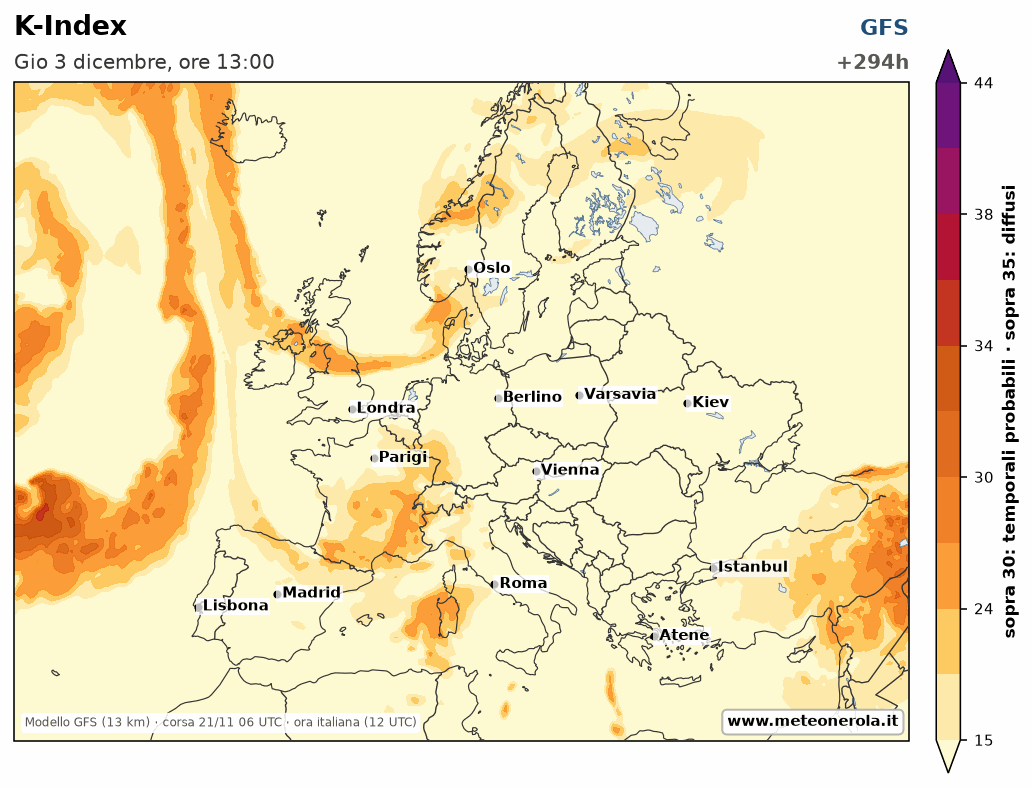 K-Index
GFS
Gio 3 dicembre, ore 13:00
+294h
44
38
34
30
24
15
sopra 30: temporali probabili · sopra 35: diffusi
Oslo
Berlino
Varsavia
Kiev
Londra
Parigi
Vienna
Istanbul
Roma
Madrid
Lisbona
Atene
Modello GFS (13 km) · corsa 21/11 06 UTC · ora italiana (12 UTC)
www.meteonerola.it